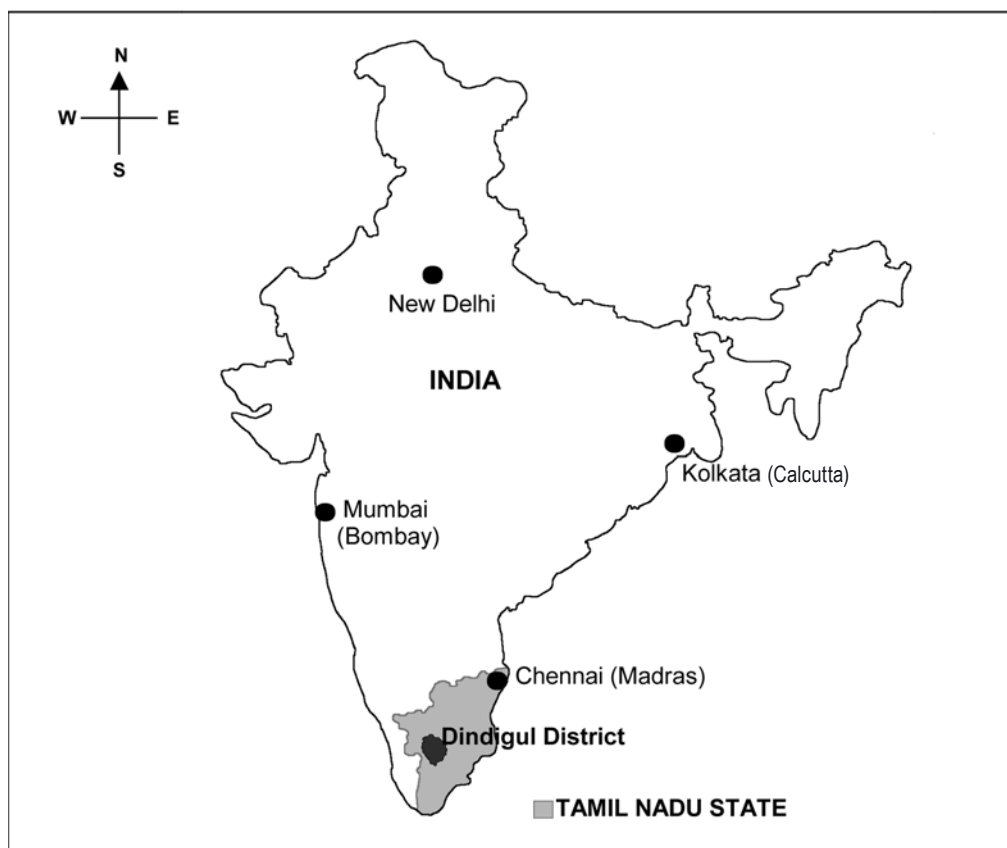 N
W E
S
New Delhi
INDIA
Kolkata (Calcutta)
Mumbai
(Bombay)
Chennai (Madras)
Dindigul District
TAMIL NADU STATE